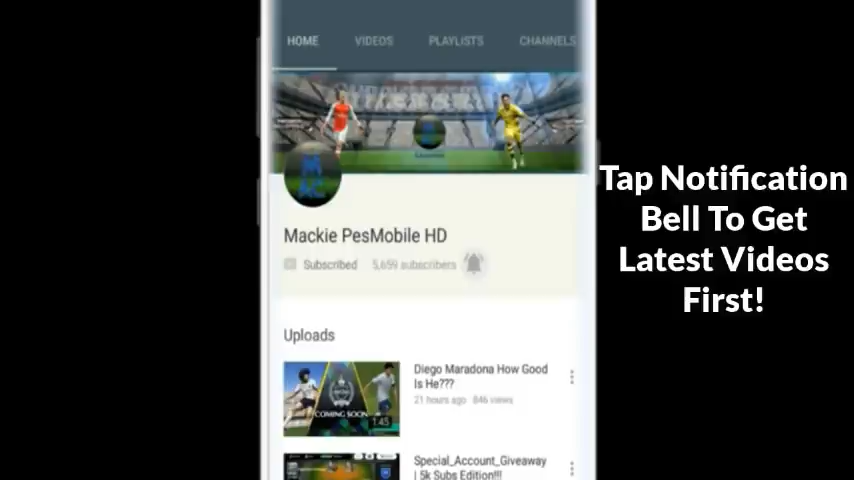 HOME VIDEOS PLAYLISTS CHANNELS
M
AC
Mackie PesMobile HD
Subscribed 5,659 subscribers
Tap Notification
Bell To Get
Latest Videos
First!
Uploads
Diego Maradona How Good
Is He???
21 hours ago 846 views
COMING SOON
1:45
Special_Account_Giveaway
| 5k Subs Edition!!!